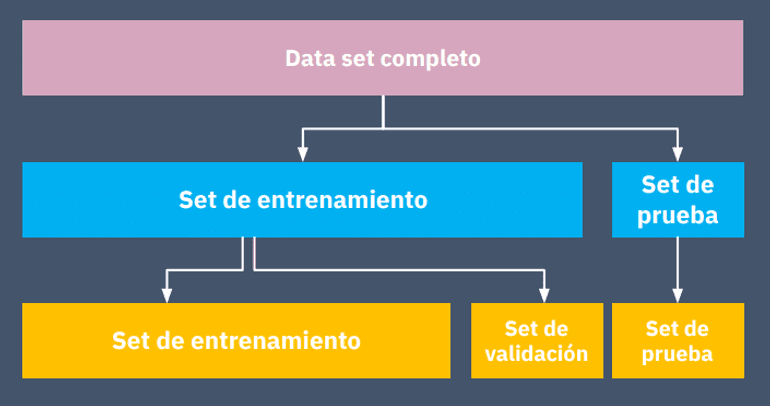 Data set completo
Set de entrenamiento
Set de
prueba
Set de entrenamiento
Set de
validación
Set de
prueba